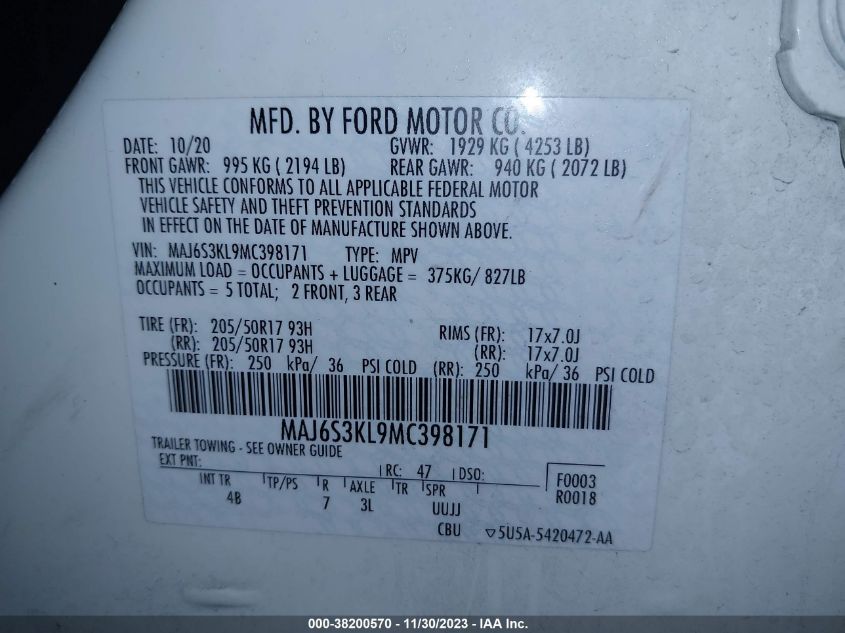 MFD. BY FORD MOTOR CO.
DATE: 10/20 GVWR: 1929 KG ( 4253 LB)
FRONT GAWR: 995 KG ( 2194 LB) REAR GAWR: 940 KG ( 2072 LB)
THIS VEHICLE CONFORMS TO ALL APPLICABLE FEDERAL MOTOR
VEHICLE SAFETY AND THEFT PREVENTION STANDARDS
IN EFFECT ON THE DATE OF MANUFACTURE SHOWN ABOVE.
VIN: MAJ6S3KL9MC398171 TYPE: MPV
MAXIMUM LOAD = OCCUPANTS + LUGGAGE = 375KG/ 827LB
OCCUPANTS = 5 TOTAL; 2 FRONT, 3 REAR
TIRE (FR): 205/50R17 93H RIMS (FR): 17x7.0J
(RR): 205/50R17 93H (RR): 17x7.0J
PRESSURE (FR): 250 kPa/ 36 PSI COLD (RR): 250 kPa/ 36 PSI COLD
MAJ6S3KL9MC398171
TRAILER TOWING - SEE OWNER GUIDE
EXT PNT: RC: 47 DSO: F0003
INT TR TP/PS R AXLE TR SPR R0018
4B 7 3L UUJJ
CBU ▽5U5A-5420472-AA
000-38200570 - 11/30/2023 - IAA Inc.